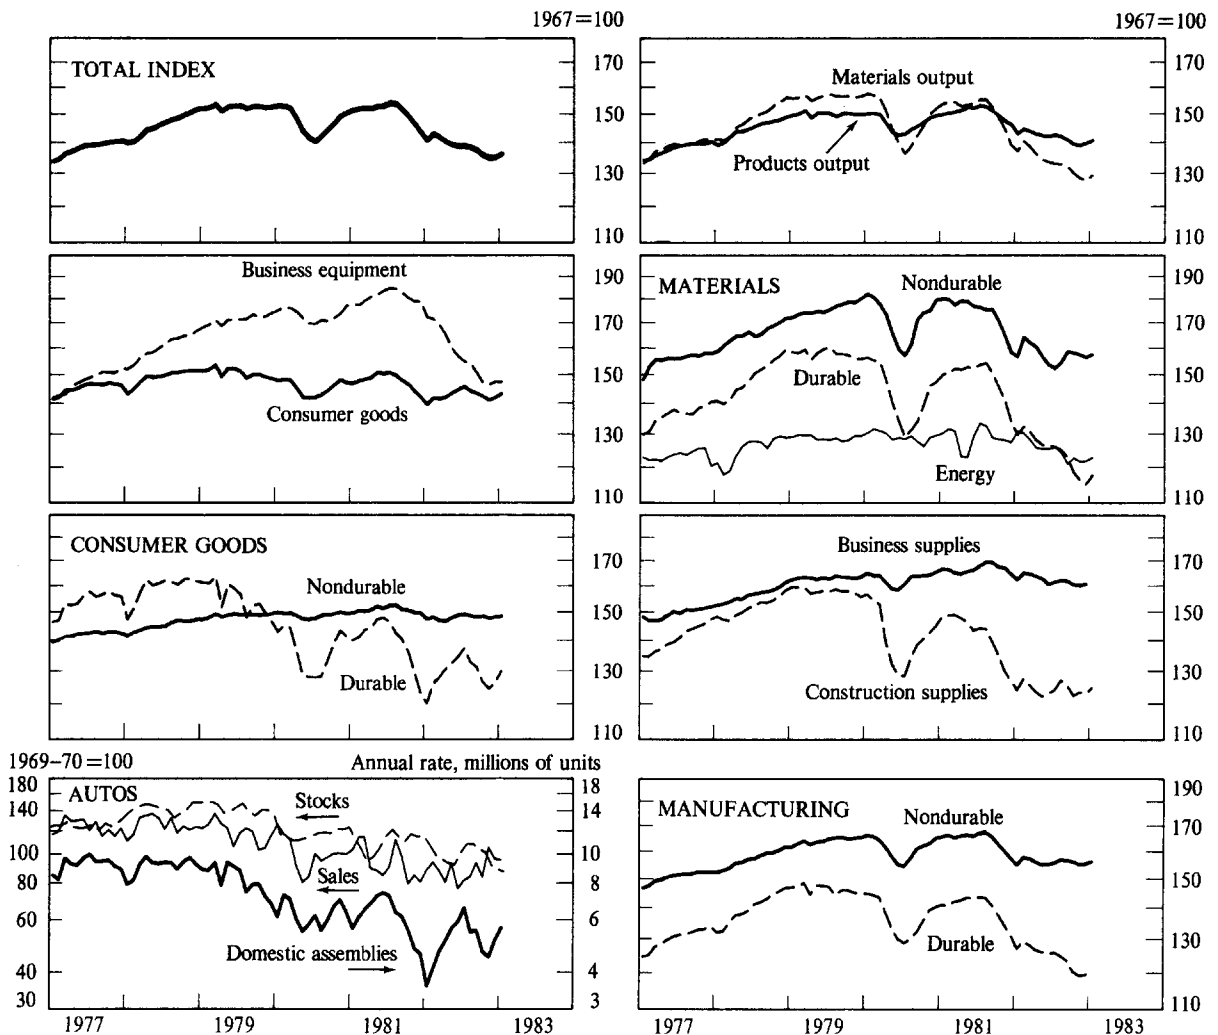 1967=100
1967=100
TOTAL INDEX
170
150
130
110
Materials output
Products output
170
150
130
110
Business equipment
Consumer goods
190
170
150
130
110
MATERIALS
Nondurable
Durable
Energy
190
170
150
130
110
CONSUMER GOODS
Nondurable
Durable
170
150
130
110
Business supplies
Construction supplies
170
150
130
110
1969–70=100
Annual rate, millions of units
180
140
100
80
60
40
30
AUTOS
Stocks
Sales
Domestic assemblies
18
14
10
8
6
4
3
MANUFACTURING
Nondurable
Durable
190
170
150
130
110
1977
1979
1981
1983
1977
1979
1981
1983